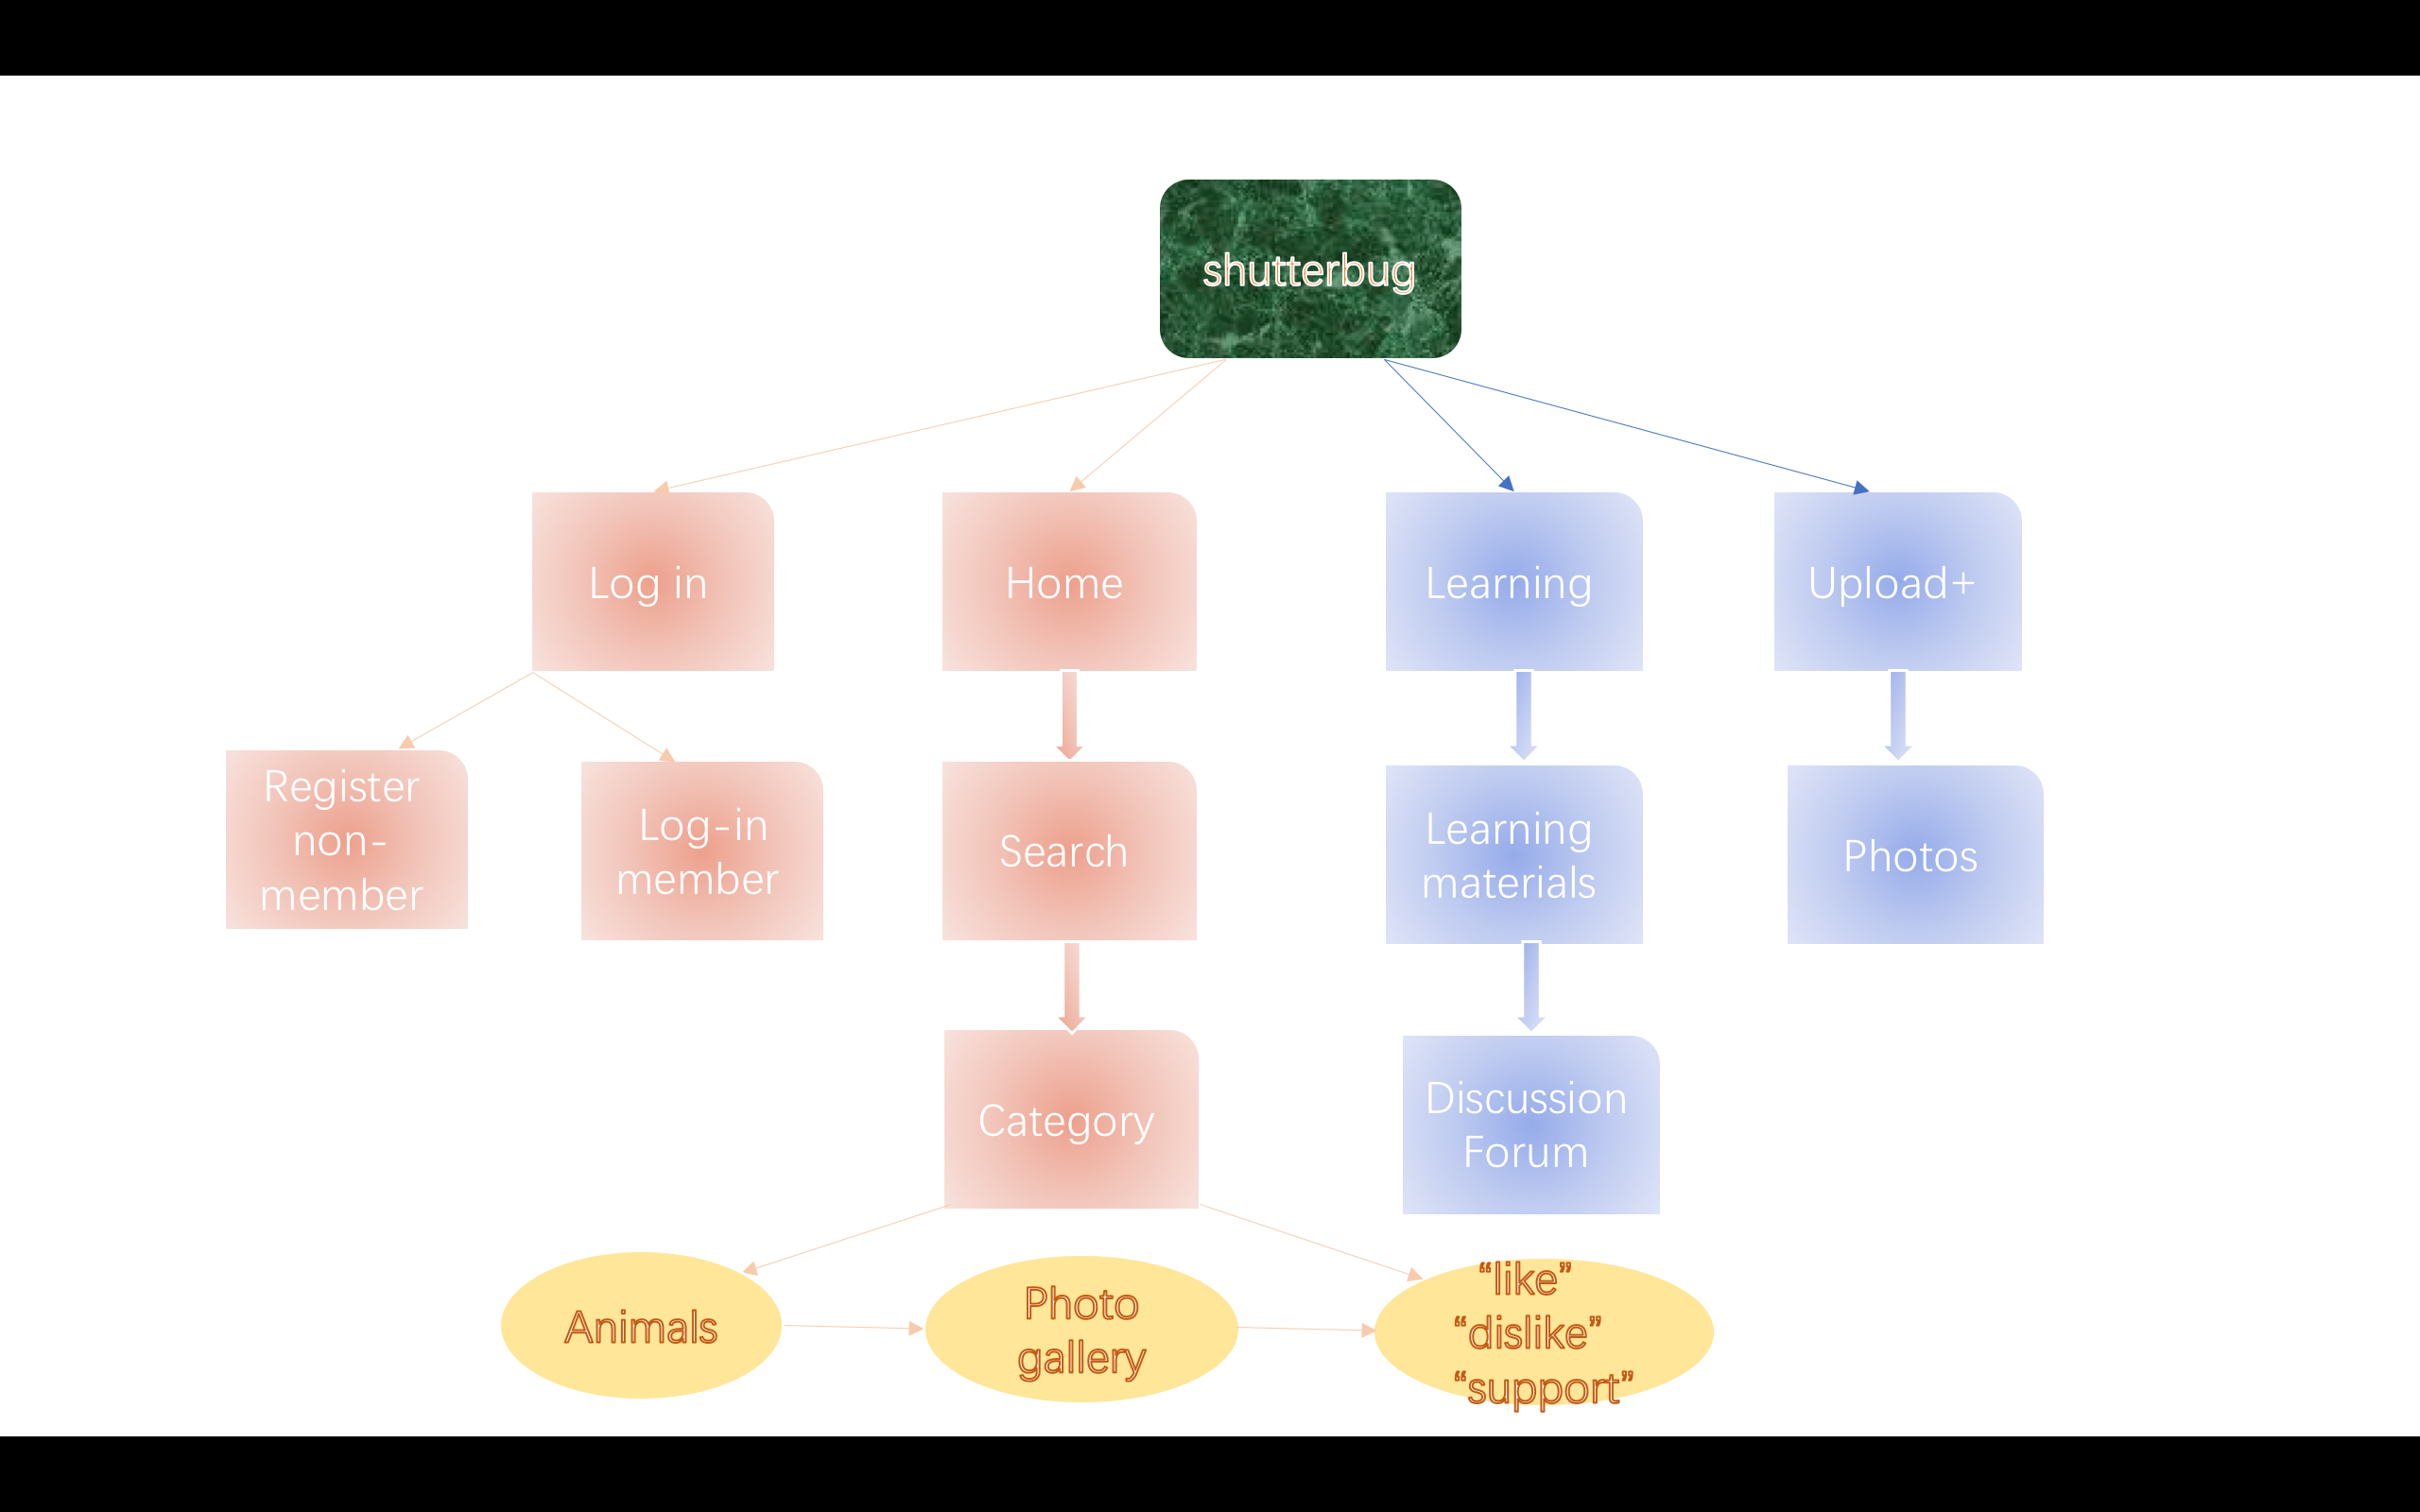 shutterbug
Log in
Home
Learning
Upload+
Register
non-
member
Log-in
member
Search
Learning
materials
Photos
Category
Discussion
Forum
Animals
Photo
gallery
“like”
“dislike”
“support”